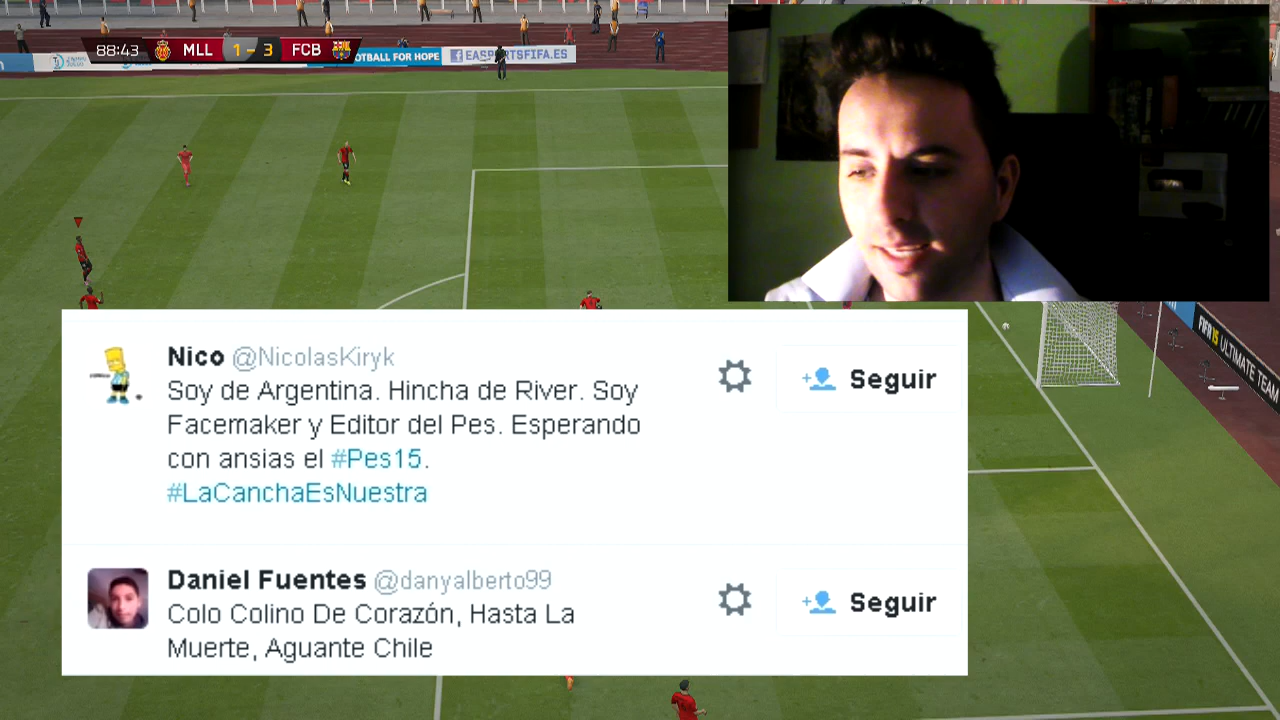 88:43 MLL 1 - 3 FCB
FOOTBALL FOR HOPE
EASPORTSFIFA.ES
FIFA 15 ULTIMATE TEAM
Nico @NicolasKiryk
Soy de Argentina. Hincha de River. Soy
Facemaker y Editor del Pes. Esperando
con ansias el #Pes15.
#LaCanchaEsNuestra
Seguir
Daniel Fuentes @danyalberto99
Colo Colino De Corazón, Hasta La
Muerte, Aguante Chile
Seguir